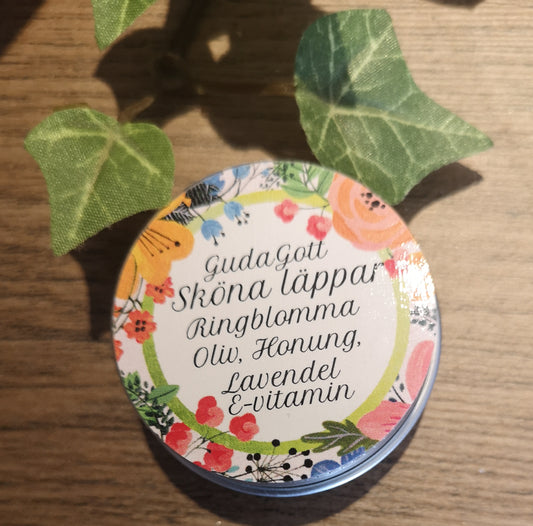 GudaGott
Sköna läppar
Ringblomma
Oliv, Honung,
Lavendel
E-vitamin